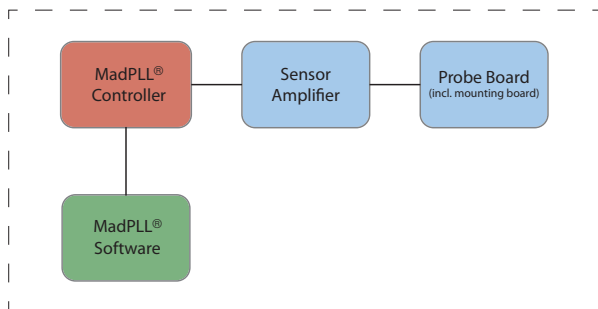 MadPLL®
Controller
Sensor
Amplifier
Probe Board
(incl. mounting board)
MadPLL®
Software